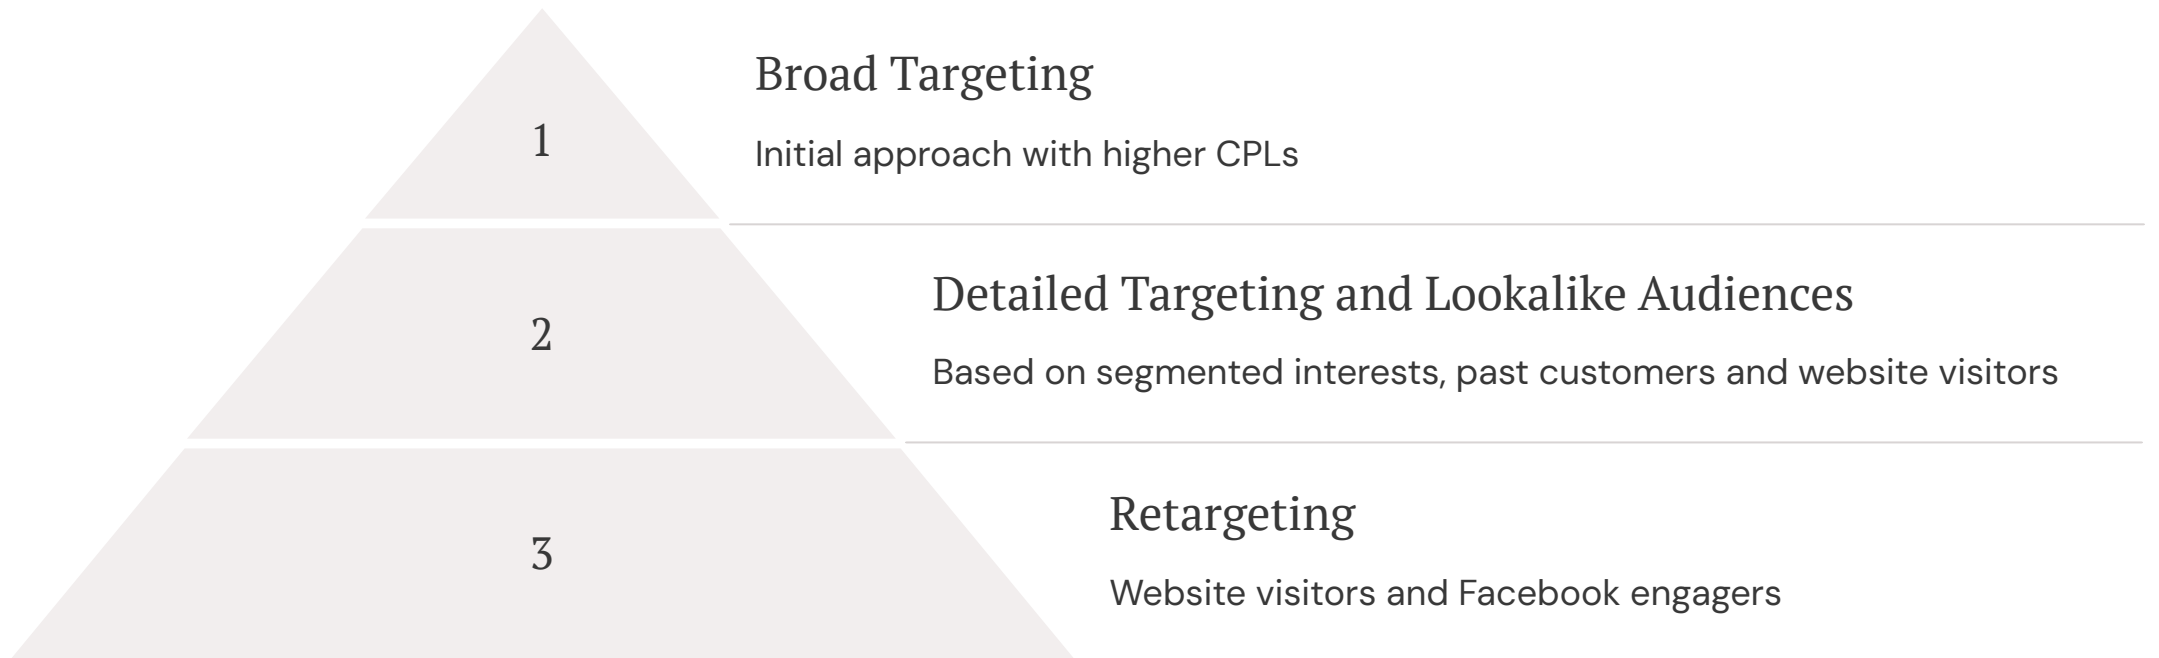 1
Broad Targeting
Initial approach with higher CPLs
2
Detailed Targeting and Lookalike Audiences
Based on segmented interests, past customers and website visitors
3
Retargeting
Website visitors and Facebook engagers